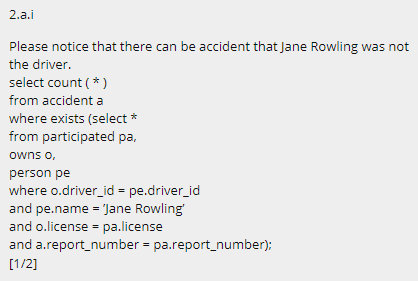 2.a.i
Please notice that there can be accident that Jane Rowling was not
the driver.
select count ( * )
from accident a
where exists (select *
from participated pa,
owns o,
person pe
where o.driver_id = pe.driver_id
and pe.name = 'Jane Rowling'
and o.license = pa.license
and a.report_number = pa.report_number);
[1/2]